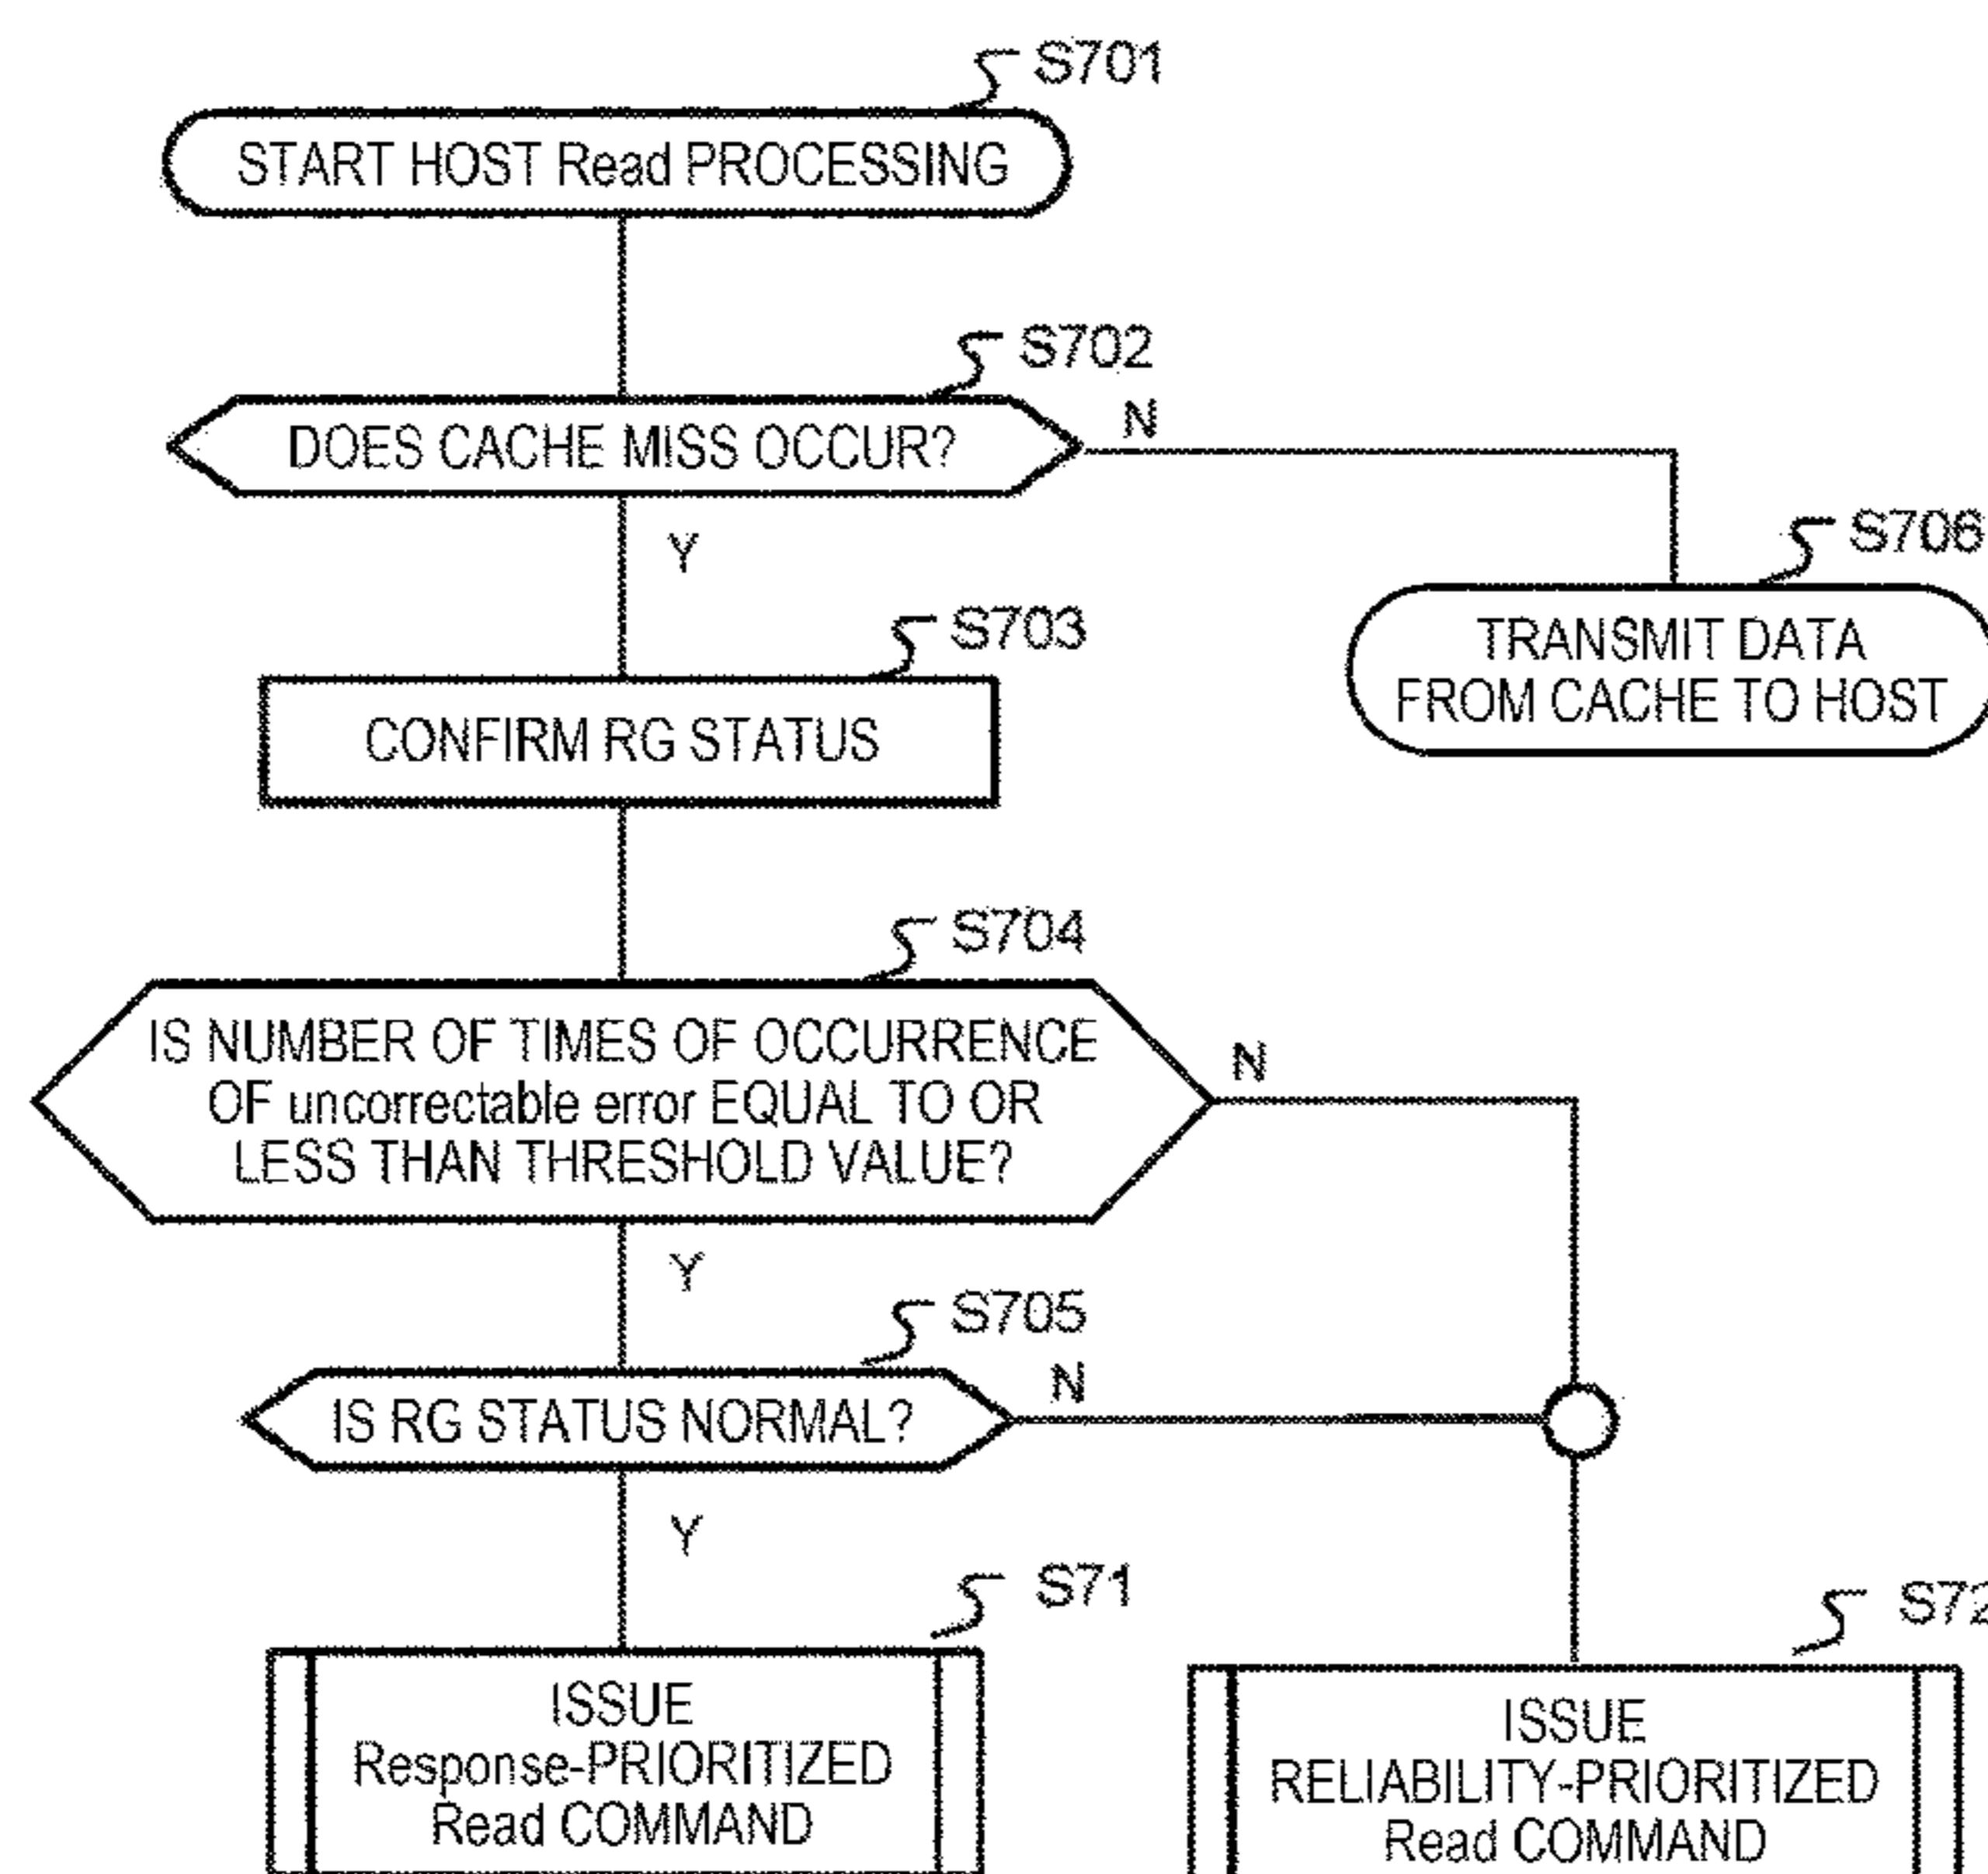 S701
START HOST Read PROCESSING
S702
DOES CACHE MISS OCCUR?
N
Y
S706
TRANSMIT DATA
FROM CACHE TO HOST
S703
CONFIRM RG STATUS
S704
IS NUMBER OF TIMES OF OCCURRENCE
OF uncorrectable error EQUAL TO OR
LESS THAN THRESHOLD VALUE?
N
Y
S705
IS RG STATUS NORMAL?
N
Y
S71
ISSUE
Response-PRIORITIZED
Read COMMAND
S72
ISSUE
RELIABILITY-PRIORITIZED
Read COMMAND